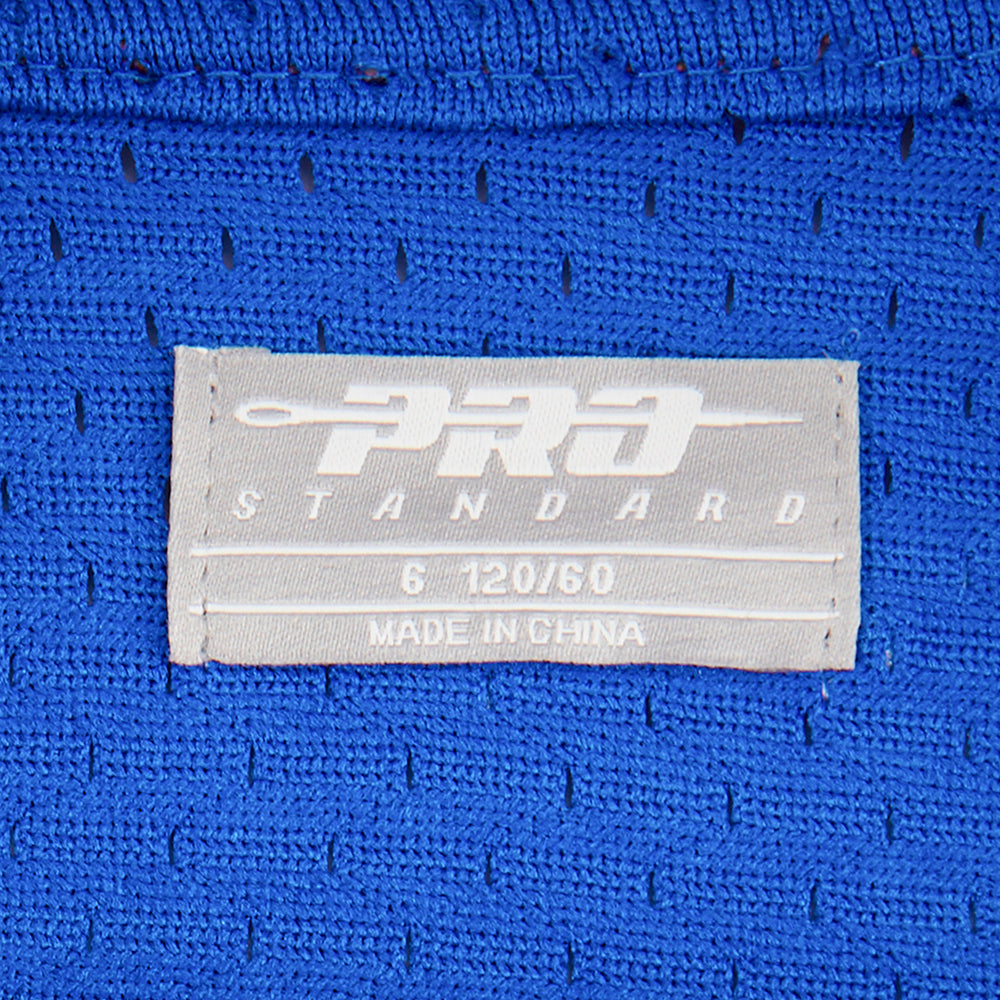 PRO
STANDARD
6 120/60
MADE IN CHINA